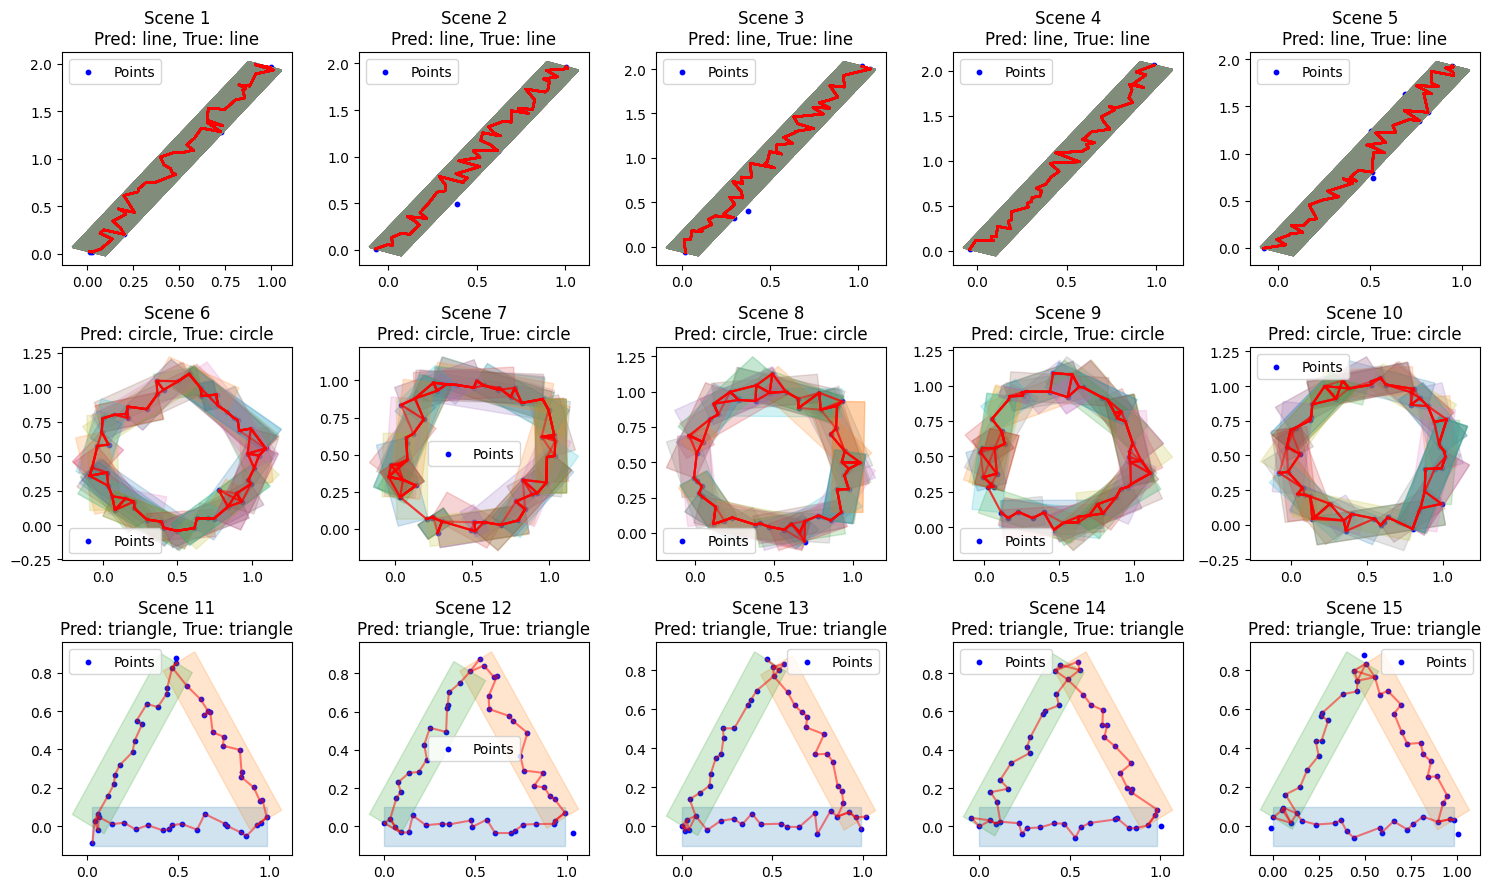 Scene 1
Pred: line, True: line
Points
2.0
1.5
1.0
0.5
0.0
0.00 0.25 0.50 0.75 1.00
Scene 2
Pred: line, True: line
Points
2.0
1.5
1.0
0.5
0.0
0.0 0.5 1.0
Scene 3
Pred: line, True: line
Points
2.0
1.5
1.0
0.5
0.0
0.0 0.5 1.0
Scene 4
Pred: line, True: line
Points
2.0
1.5
1.0
0.5
0.0
0.0 0.5 1.0
Scene 5
Pred: line, True: line
Points
2.0
1.5
1.0
0.5
0.0
0.0 0.5 1.0
Scene 6
Pred: circle, True: circle
1.25
1.00
0.75
0.50
0.25
0.00
−0.25
Points
0.0 0.5 1.0
Scene 7
Pred: circle, True: circle
1.00
0.75
0.50
0.25
0.00
Points
0.0 0.5 1.0
Scene 8
Pred: circle, True: circle
1.25
1.00
0.75
0.50
0.25
0.00
Points
0.0 0.5 1.0
Scene 9
Pred: circle, True: circle
1.25
1.00
0.75
0.50
0.25
0.00
Points
0.0 0.5 1.0
Scene 10
Pred: circle, True: circle
Points
1.25
1.00
0.75
0.50
0.25
0.00
−0.25
0.0 0.5 1.0
Scene 11
Pred: triangle, True: triangle
Points
0.8
0.6
0.4
0.2
0.0
0.0 0.5 1.0
Scene 12
Pred: triangle, True: triangle
0.8
0.6
0.4
0.2
0.0
Points
0.0 0.5 1.0
Scene 13
Pred: triangle, True: triangle
Points
0.8
0.6
0.4
0.2
0.0
0.0 0.5 1.0
Scene 14
Pred: triangle, True: triangle
Points
0.8
0.6
0.4
0.2
0.0
0.0 0.5 1.0
Scene 15
Pred: triangle, True: triangle
Points
0.8
0.6
0.4
0.2
0.0
0.00 0.25 0.50 0.75 1.00